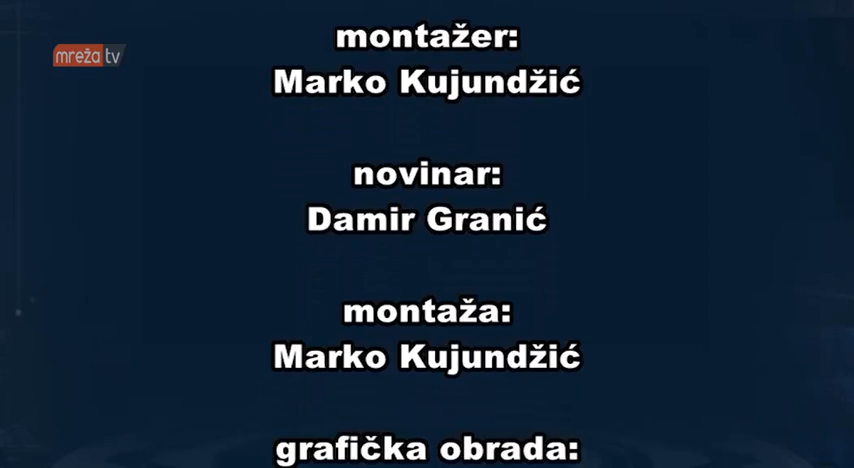 mreža tv
montažer:
Marko Kujundžić
novinar:
Damir Granić
montaža:
Marko Kujundžić
grafička obrada: